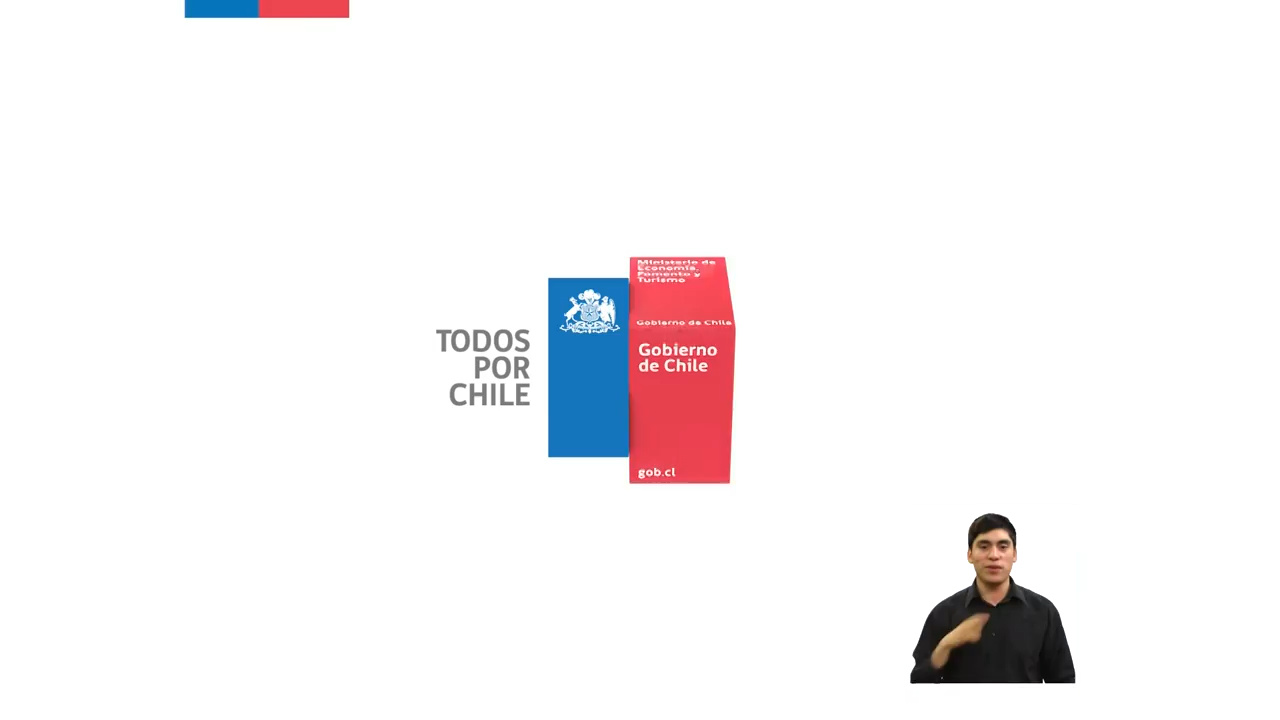 TODOS
POR
CHILE
Ministerio de
Economía,
Fomento y
Turismo
Gobierno de Chile
Gobierno
de Chile
gob.cl